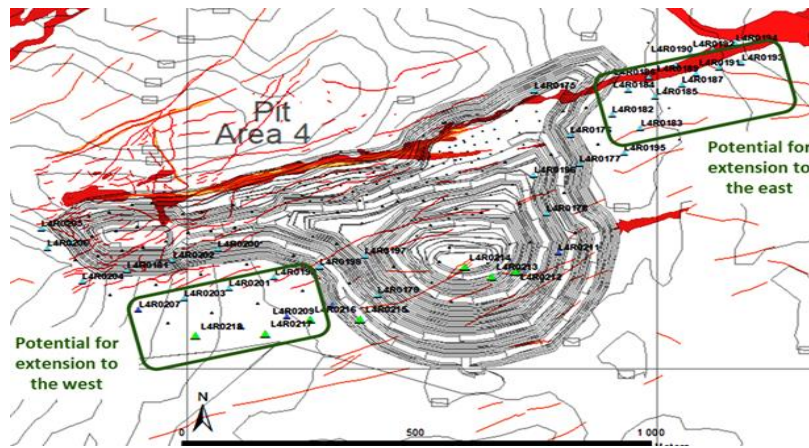 L4R0182
L4R0194
L4R0190
L4R0193
L4R0191
L4R0187
L4R0175
L4R0184
L4R0185
L4R0182
L4R0183
Pit
Area 4
L4R0195
L4R0177
L4R0196
L4R0178
Potential for
extension to
the east
L4R0206
L4R0204
L4R0202
L4R0200
L4R0197
L4R0198
L4R0211
L4R0214
L4R0213
L4R0212
L4R0201
L4R0203
L4R0207
L4R0179
L4R0209
L4R0216
L4R0215
L4R0217
L4R0218
Potential for
extension to
the west
N
500
1 000